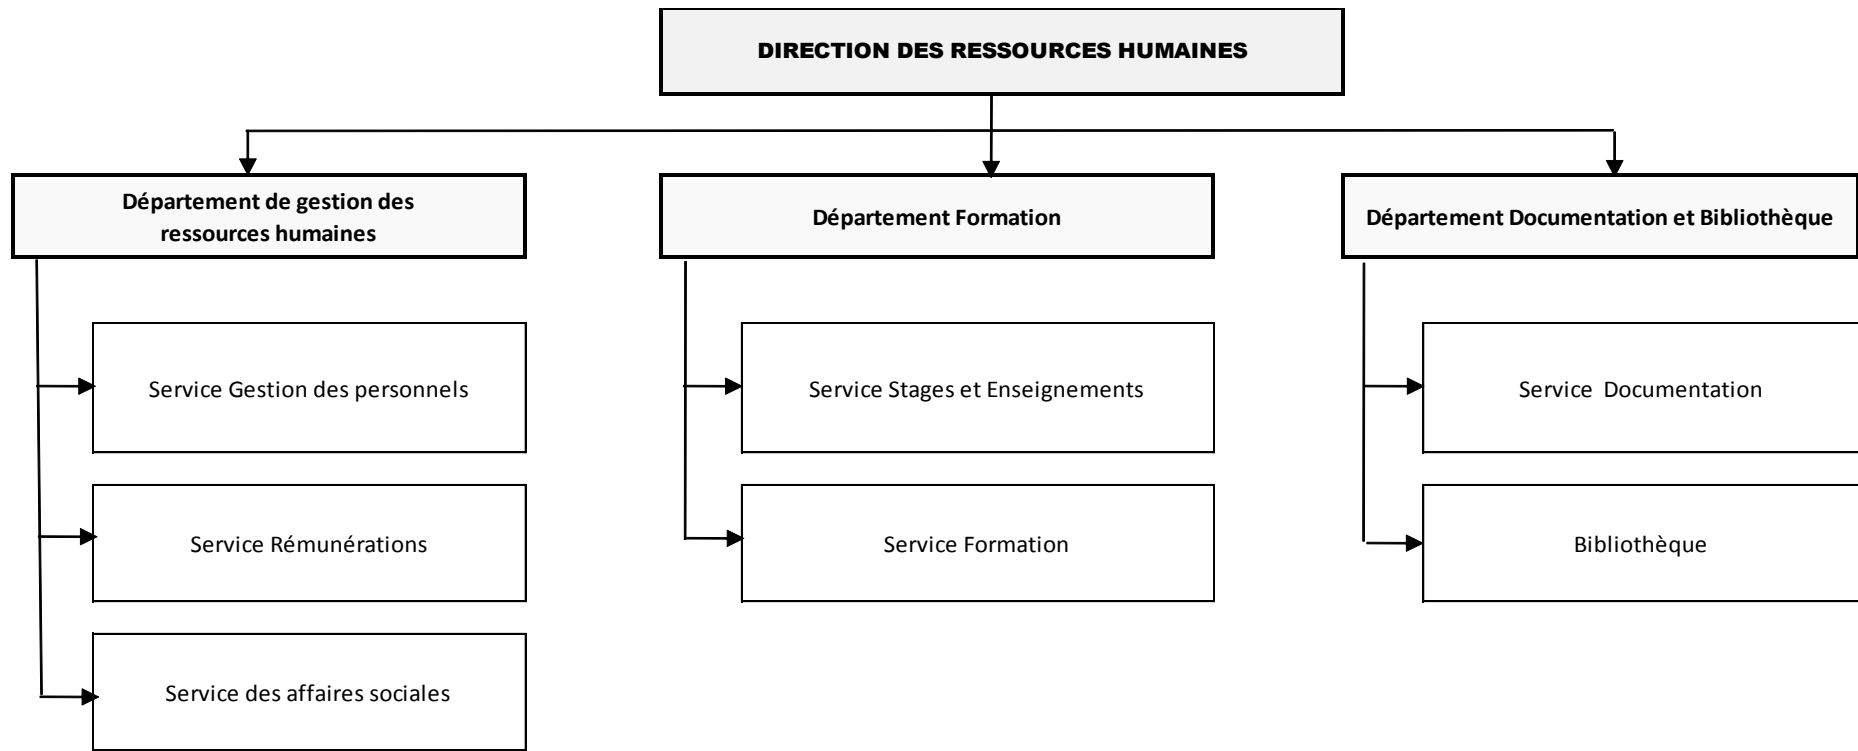 DIRECTION DES RESSOURCES HUMAINES
Département de gestion des
ressources humaines
Département Formation
Département Documentation et Bibliothèque
Service Gestion des personnels
Service Stages et Enseignements
Service Documentation
Service Rémunérations
Service Formation
Bibliothèque
Service des affaires sociales